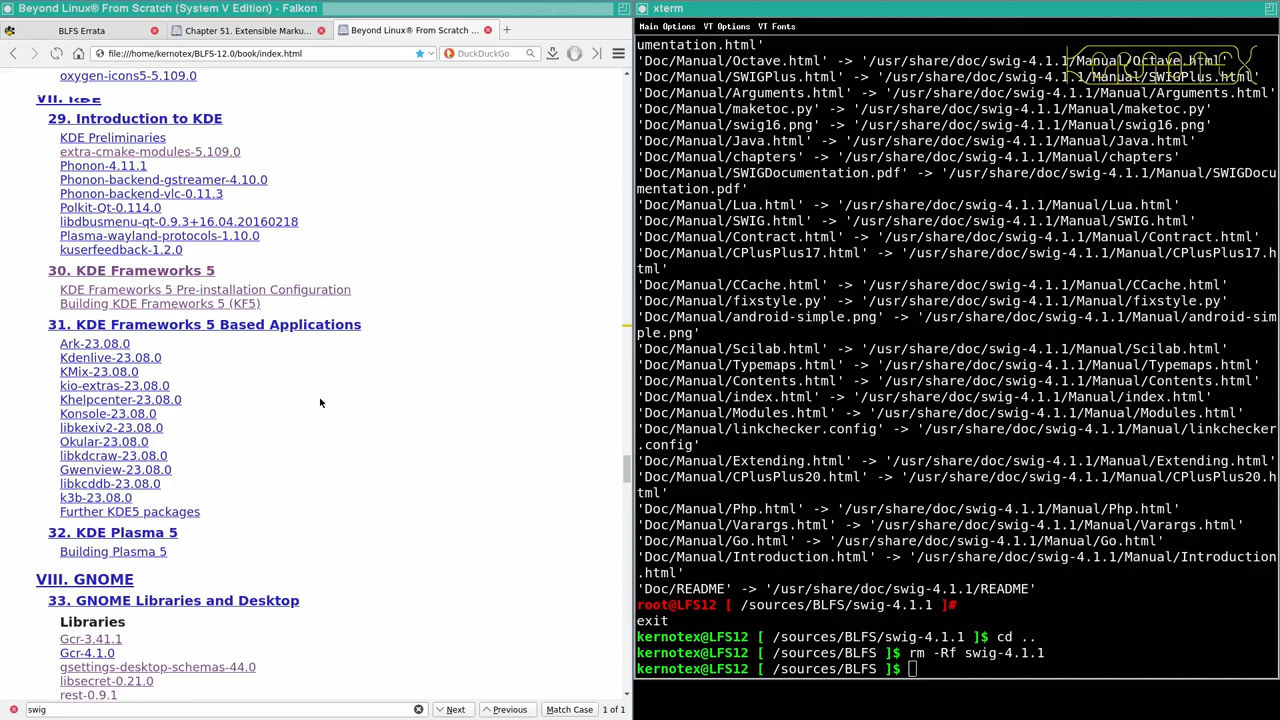 Beyond Linux® From Scratch (System V Edition) - Falkon
BLFS Errata
Chapter 51. Extensible Marku...
Beyond Linux® From Scratch ...
file:///home/kernotex/BLFS-12.0/book/index.html
DuckDuckGo
oxygen-icons5-5.109.0
VII. KDE
29. Introduction to KDE
KDE Preliminaries
extra-cmake-modules-5.109.0
Phonon-4.11.1
Phonon-backend-gstreamer-4.10.0
Phonon-backend-vlc-0.11.3
Polkit-Qt-0.114.0
libdbusmenu-qt-0.9.3+16.04.20160218
Plasma-wayland-protocols-1.10.0
kuserfeedback-1.2.0
30. KDE Frameworks 5
KDE Frameworks 5 Pre-installation Configuration
Building KDE Frameworks 5 (KF5)
31. KDE Frameworks 5 Based Applications
Ark-23.08.0
Kdenlive-23.08.0
KMix-23.08.0
kio-extras-23.08.0
Khelpcenter-23.08.0
Konsole-23.08.0
libkexiv2-23.08.0
Okular-23.08.0
libkdcraw-23.08.0
Gwenview-23.08.0
libkcddb-23.08.0
k3b-23.08.0
Further KDE5 packages
32. KDE Plasma 5
Building Plasma 5
VIII. GNOME
33. GNOME Libraries and Desktop
Libraries
Gcr-3.41.1
Gcr-4.1.0
gsettings-desktop-schemas-44.0
libsecret-0.21.0
rest-0.9.1
swig
Next
Previous
Match Case
1 of 1
xterm
Main Options VT Options VT Fonts
KERNOTEX
umentation.html'
'Doc/Manual/Octave.html' -> '/usr/share/doc/swig-4.1.1/Manual/Octave.html'
'Doc/Manual/SWIGPlus.html' -> '/usr/share/doc/swig-4.1.1/Manual/SWIGPlus.html'
'Doc/Manual/Arguments.html' -> '/usr/share/doc/swig-4.1.1/Manual/Arguments.html'
'Doc/Manual/maketoc.py' -> '/usr/share/doc/swig-4.1.1/Manual/maketoc.py'
'Doc/Manual/swig16.png' -> '/usr/share/doc/swig-4.1.1/Manual/swig16.png'
'Doc/Manual/Java.html' -> '/usr/share/doc/swig-4.1.1/Manual/Java.html'
'Doc/Manual/chapters' -> '/usr/share/doc/swig-4.1.1/Manual/chapters'
'Doc/Manual/SWIGDocumentation.pdf' -> '/usr/share/doc/swig-4.1.1/Manual/SWIGDocu
mentation.pdf'
'Doc/Manual/Lua.html' -> '/usr/share/doc/swig-4.1.1/Manual/Lua.html'
'Doc/Manual/SWIG.html' -> '/usr/share/doc/swig-4.1.1/Manual/SWIG.html'
'Doc/Manual/Contract.html' -> '/usr/share/doc/swig-4.1.1/Manual/Contract.html'
'Doc/Manual/CPlusPlus17.html' -> '/usr/share/doc/swig-4.1.1/Manual/CPlusPlus17.h
tml'
'Doc/Manual/CCache.html' -> '/usr/share/doc/swig-4.1.1/Manual/CCache.html'
'Doc/Manual/fixstyle.py' -> '/usr/share/doc/swig-4.1.1/Manual/fixstyle.py'
'Doc/Manual/android-simple.png' -> '/usr/share/doc/swig-4.1.1/Manual/android-sim
ple.png'
'Doc/Manual/Scilab.html' -> '/usr/share/doc/swig-4.1.1/Manual/Scilab.html'
'Doc/Manual/Typemaps.html' -> '/usr/share/doc/swig-4.1.1/Manual/Typemaps.html'
'Doc/Manual/Contents.html' -> '/usr/share/doc/swig-4.1.1/Manual/Contents.html'
'Doc/Manual/index.html' -> '/usr/share/doc/swig-4.1.1/Manual/index.html'
'Doc/Manual/Modules.html' -> '/usr/share/doc/swig-4.1.1/Manual/Modules.html'
'Doc/Manual/linkchecker.config' -> '/usr/share/doc/swig-4.1.1/Manual/linkchecker
.config'
'Doc/Manual/Extending.html' -> '/usr/share/doc/swig-4.1.1/Manual/Extending.html'
'Doc/Manual/CPlusPlus20.html' -> '/usr/share/doc/swig-4.1.1/Manual/CPlusPlus20.h
tml'
'Doc/Manual/Php.html' -> '/usr/share/doc/swig-4.1.1/Manual/Php.html'
'Doc/Manual/Varargs.html' -> '/usr/share/doc/swig-4.1.1/Manual/Varargs.html'
'Doc/Manual/Go.html' -> '/usr/share/doc/swig-4.1.1/Manual/Go.html'
'Doc/Manual/Introduction.html' -> '/usr/share/doc/swig-4.1.1/Manual/Introduction
.html'
'Doc/README' -> '/usr/share/doc/swig-4.1.1/README'
root@LFS12 [ /sources/BLFS/swig-4.1.1 ]#
exit
kernotex@LFS12 [ /sources/BLFS/swig-4.1.1 ]$ cd ..
kernotex@LFS12 [ /sources/BLFS ]$ rm -Rf swig-4.1.1
kernotex@LFS12 [ /sources/BLFS ]$